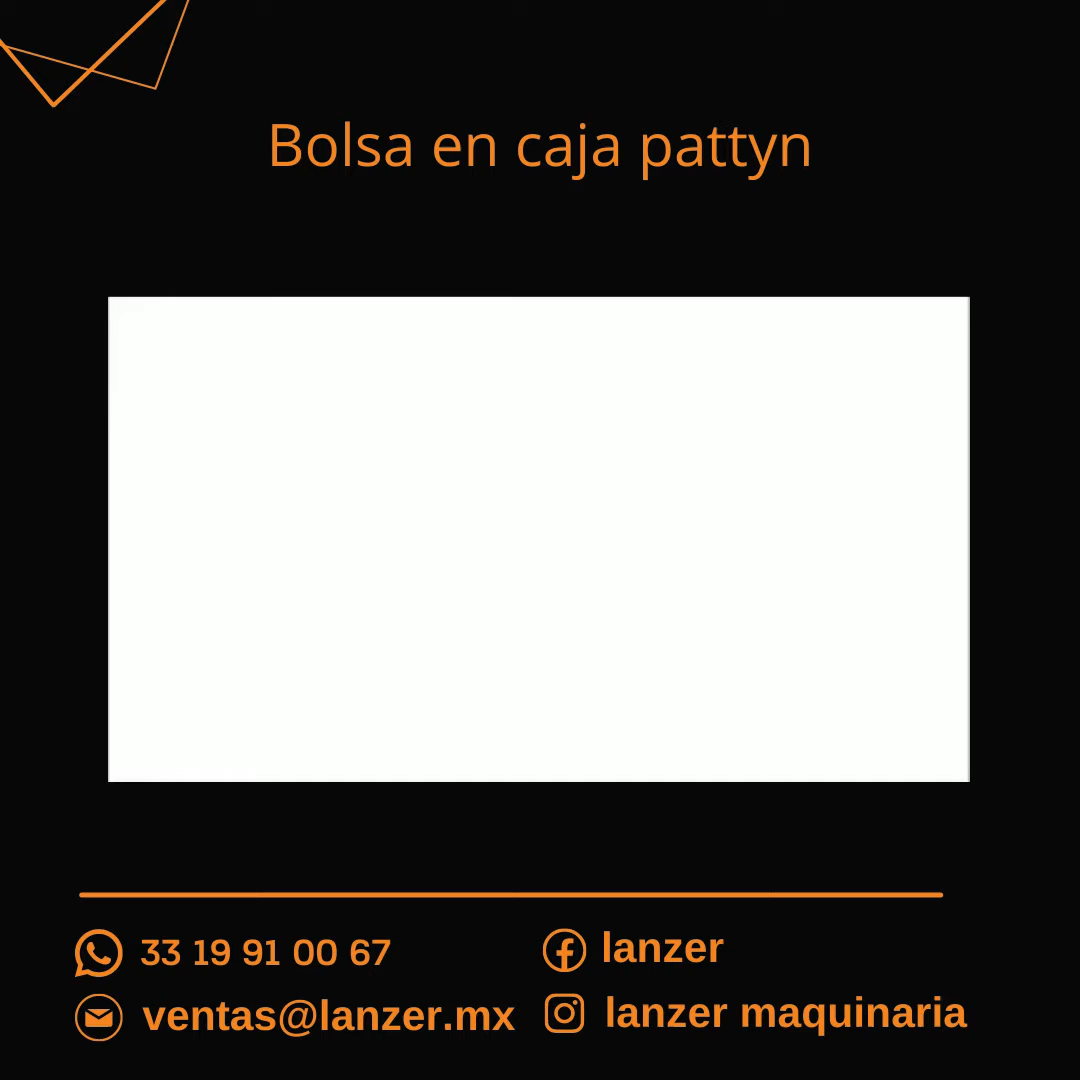 Bolsa en caja pattyn
33 19 91 00 67
lanzer
ventas@lanzer.mx
lanzer maquinaria